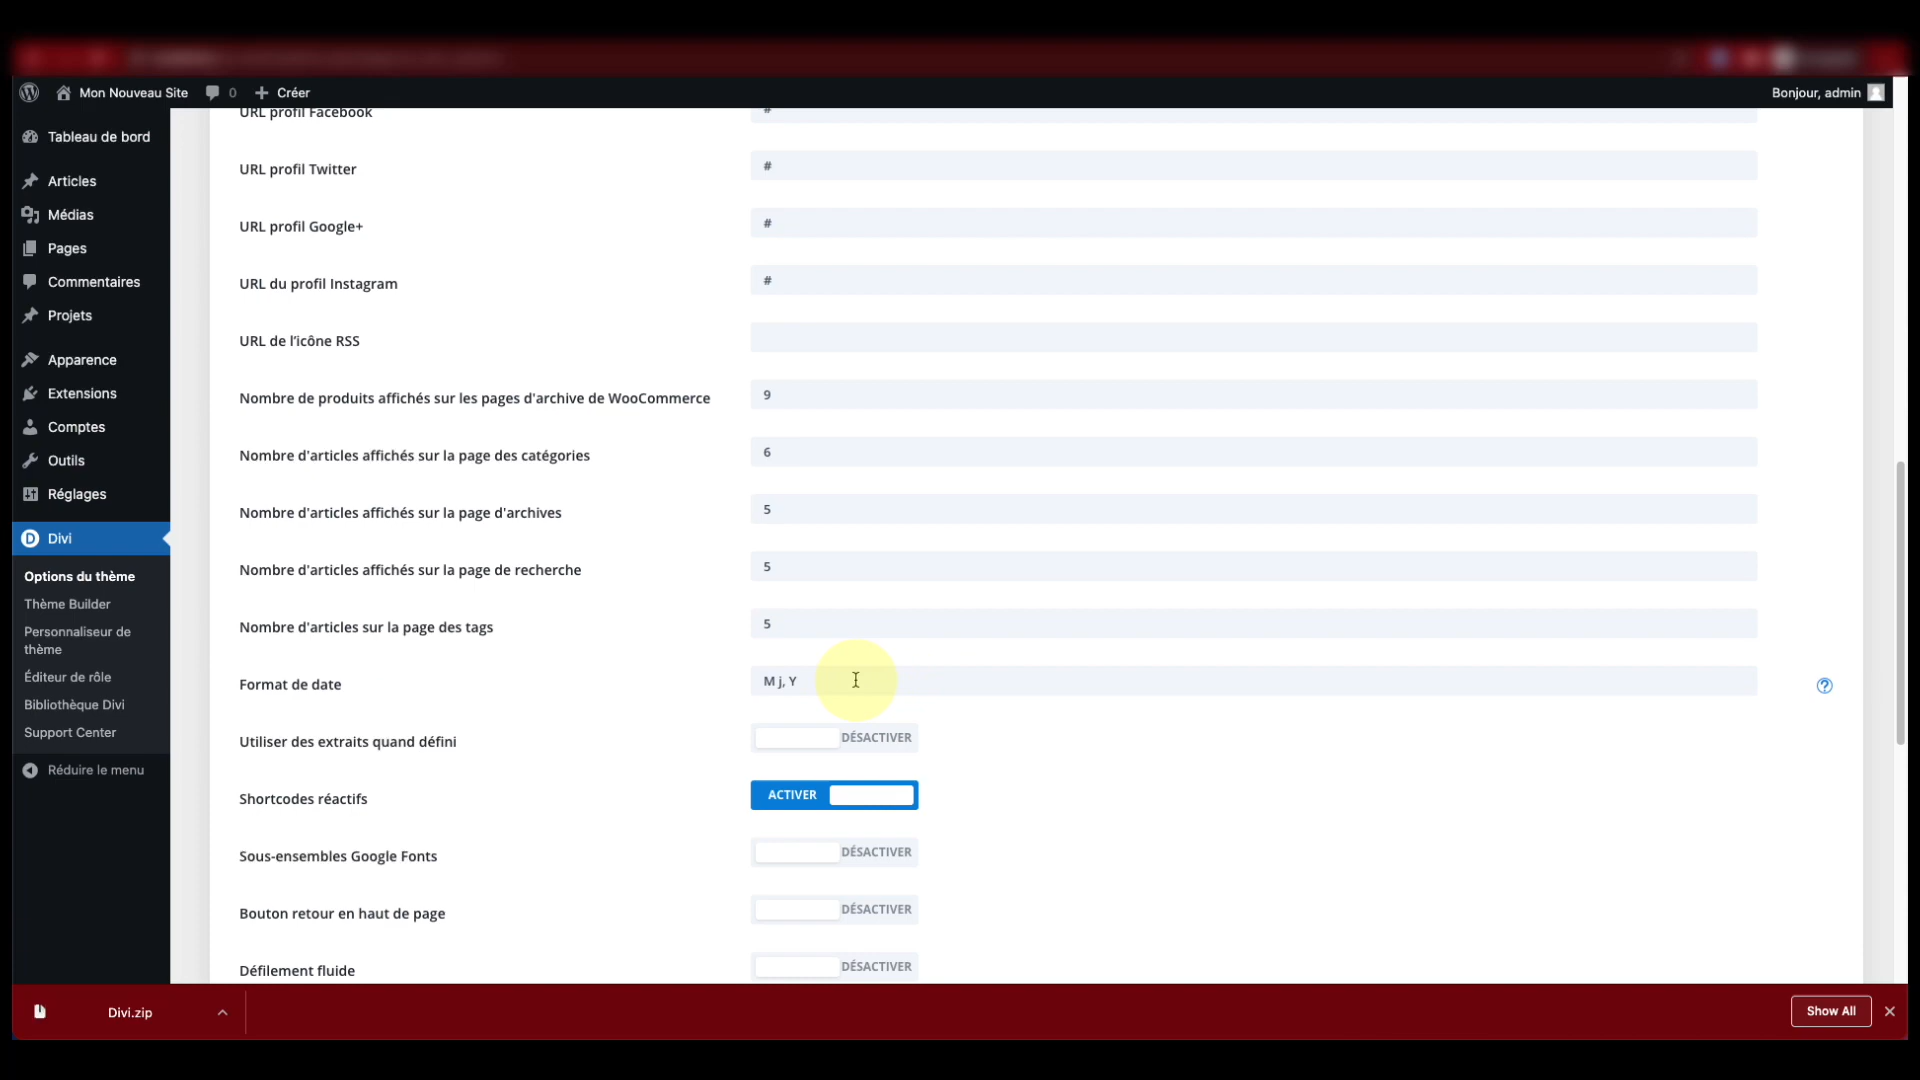 Mon Nouveau Site 0 Créer
Bonjour, admin
Tableau de bord
Articles
Médias
Pages
Commentaires
Projets
Apparence
Extensions
Comptes
Outils
Réglages
Divi
Options du thème
Thème Builder
Personnaliseur de
thème
Éditeur de rôle
Bibliothèque Divi
Support Center
Réduire le menu
URL profil Facebook #
URL profil Twitter #
URL profil Google+ #
URL du profil Instagram #
URL de l'icône RSS
Nombre de produits affichés sur les pages d'archive de WooCommerce 9
Nombre d'articles affichés sur la page des catégories 6
Nombre d'articles affichés sur la page d'archives 5
Nombre d'articles affichés sur la page de recherche 5
Nombre d'articles sur la page des tags 5
Format de date M j, Y
Utiliser des extraits quand défini DÉSACTIVER
Shortcodes réactifs ACTIVER
Sous-ensembles Google Fonts DÉSACTIVER
Bouton retour en haut de page DÉSACTIVER
Défilement fluide DÉSACTIVER
Divi.zip
Show All